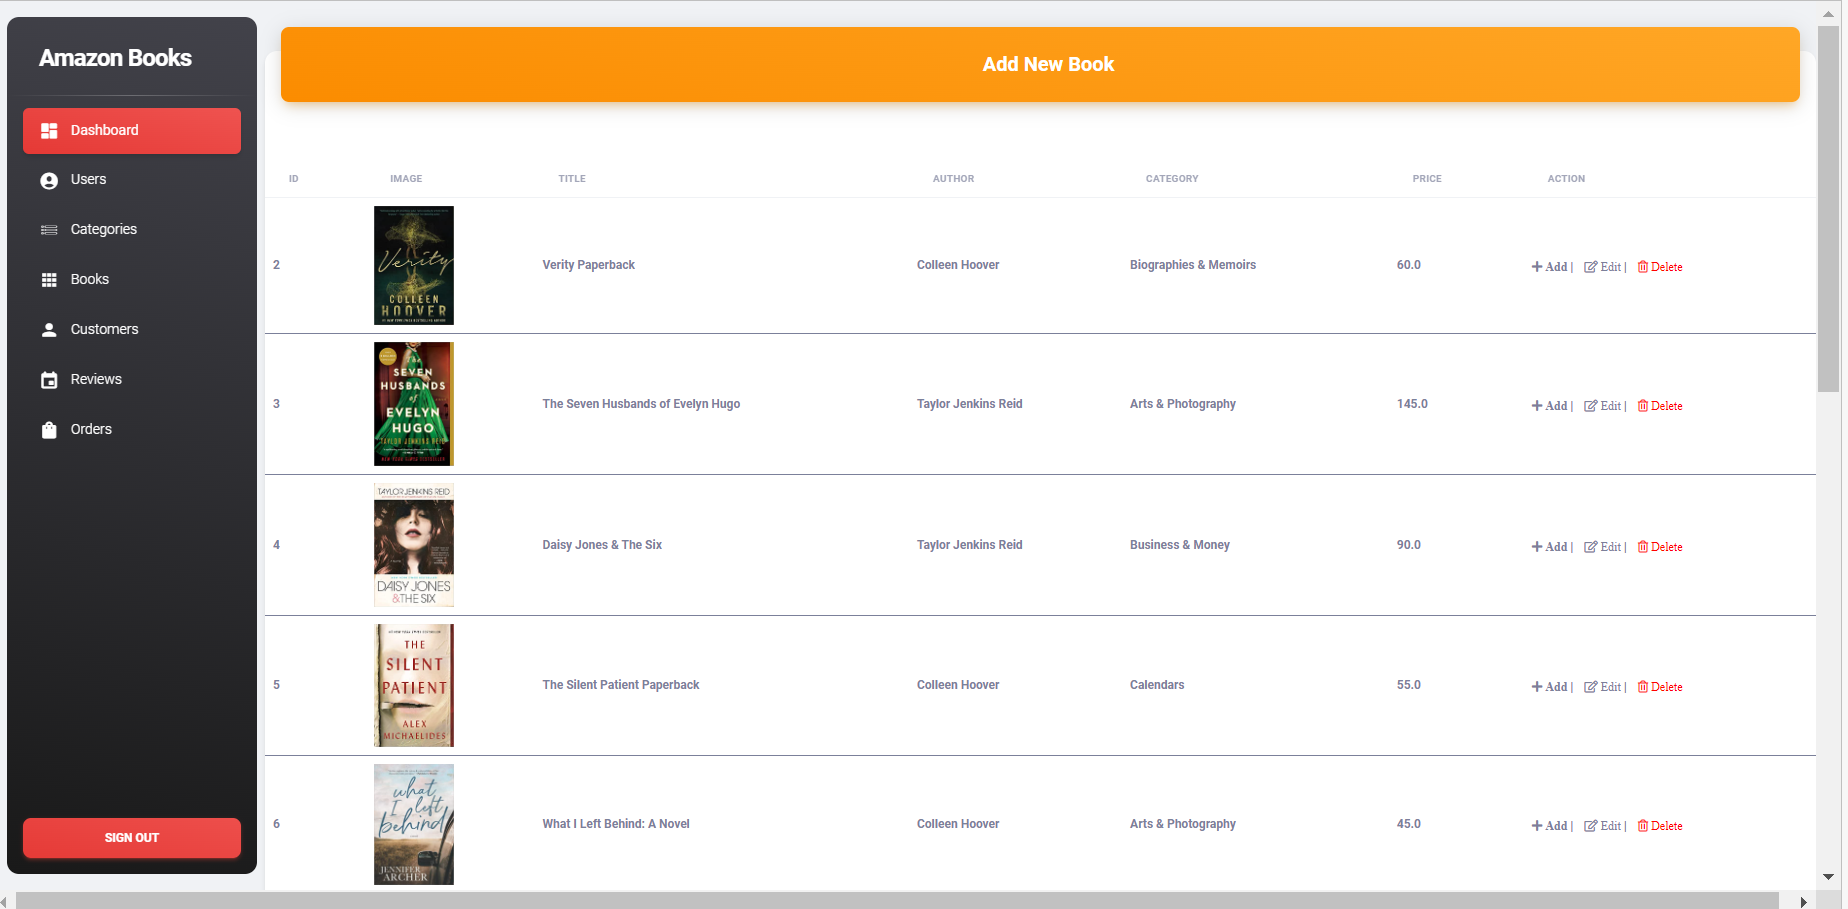 Amazon Books
Dashboard
Users
Categories
Books
Customers
Reviews
Orders
SIGN OUT
Add New Book
ID IMAGE TITLE AUTHOR CATEGORY PRICE ACTION
Verity
COLLEEN
HOOVER
2 Verity Paperback Colleen Hoover Biographies & Memoirs 60.0 Add | Edit | Delete
The
SEVEN
HUSBANDS
of
EVELYN
HUGO
TAYLOR JENKINS REID
3 The Seven Husbands of Evelyn Hugo Taylor Jenkins Reid Arts & Photography 145.0 Add | Edit | Delete
TAYLOR JENKINS REID
DAISY JONES
& THE SIX
4 Daisy Jones & The Six Taylor Jenkins Reid Business & Money 90.0 Add | Edit | Delete
THE
SILENT
PATIENT
ALEX
MICHAELIDES
5 The Silent Patient Paperback Colleen Hoover Calendars 55.0 Add | Edit | Delete
what
I left
behind
JENNIFER
ARCHER
6 What I Left Behind: A Novel Colleen Hoover Arts & Photography 45.0 Add | Edit | Delete